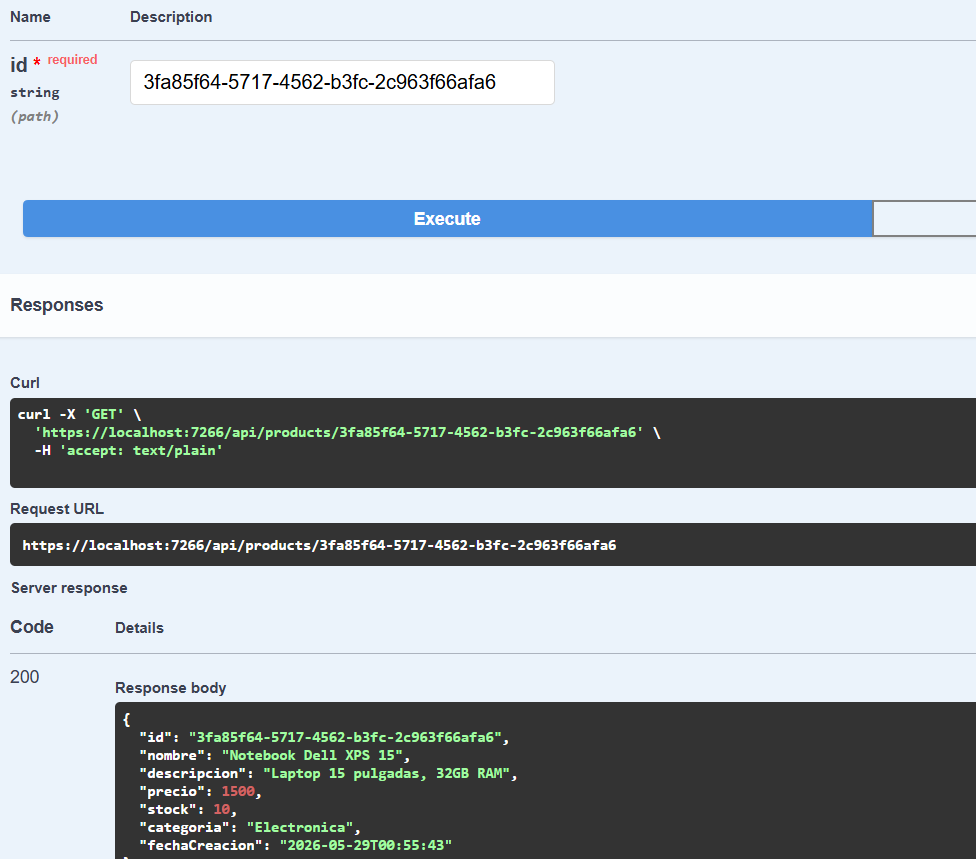 Name Description
id * required
3fa85f64-5717-4562-b3fc-2c963f66afa6
string
(path)
Execute
Responses
Curl
curl -X 'GET' \
'https://localhost:7266/api/products/3fa85f64-5717-4562-b3fc-2c963f66afa6' \
-H 'accept: text/plain'
Request URL
https://localhost:7266/api/products/3fa85f64-5717-4562-b3fc-2c963f66afa6
Server response
Code Details
200
Response body
{
"id": "3fa85f64-5717-4562-b3fc-2c963f66afa6",
"nombre": "Notebook Dell XPS 15",
"descripcion": "Laptop 15 pulgadas, 32GB RAM",
"precio": 1500,
"stock": 10,
"categoria": "Electronica",
"fechaCreacion": "2026-05-29T00:55:43"